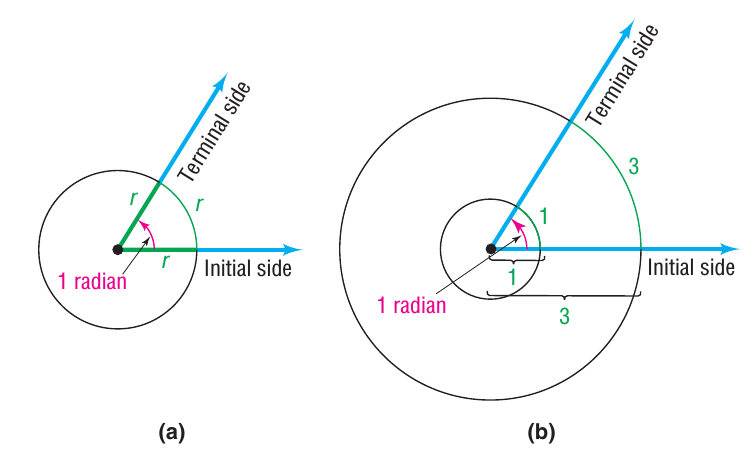 Terminal side
r
r
r
1 radian
Initial side
(a)
Terminal side
3
1
1
Initial side
1 radian
3
(b)